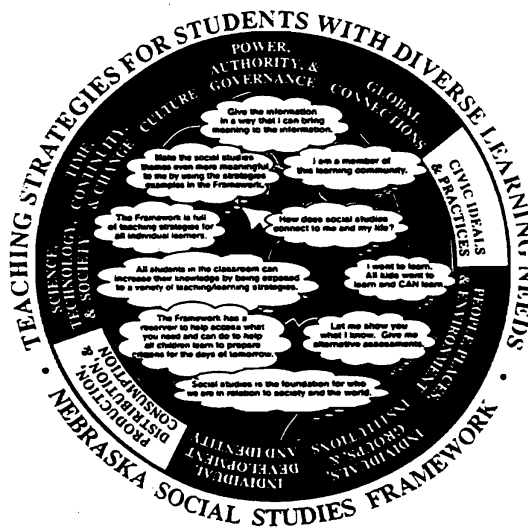 TEACHING STRATEGIES FOR STUDENTS WITH DIVERSE LEARNING NEEDS
• NEBRASKA SOCIAL STUDIES FRAMEWORK •
POWER,
AUTHORITY, &
GOVERNANCE
GLOBAL
CONNECTIONS
CIVIC IDEALS
& PRACTICES
PEOPLE, PLACES,
& ENVIRONMENT
INDIVIDUALS,
GROUPS, &
INSTITUTIONS
INDIVIDUAL
DEVELOPMENT
AND IDENTITY
PRODUCTION,
DISTRIBUTION, &
CONSUMPTION
SCIENCE,
TECHNOLOGY,
& SOCIETY
TIME,
CONTINUITY,
& CHANGE
CULTURE
Give the information
in a way that I can bring
meaning to the information.
Make the social studies
themes even more meaningful
to me by using the strategies
examples in the Framework.
I am a member of
this learning community.
The Framework is full
of teaching strategies for
all individual learners.
How does social studies
connect to me and my life?
All students in the classroom can
increase their knowledge by being exposed
to a variety of teaching/learning strategies.
I want to learn.
All kids want to
learn and CAN learn.
The Framework has a
to help access what
you need and can do to help
all children learn to prepare
citizens for the days of tomorrow.
Let me show you
what I know. Give me
alternative assessments.
Social studies is the foundation for who
we are in relation to society and the world.